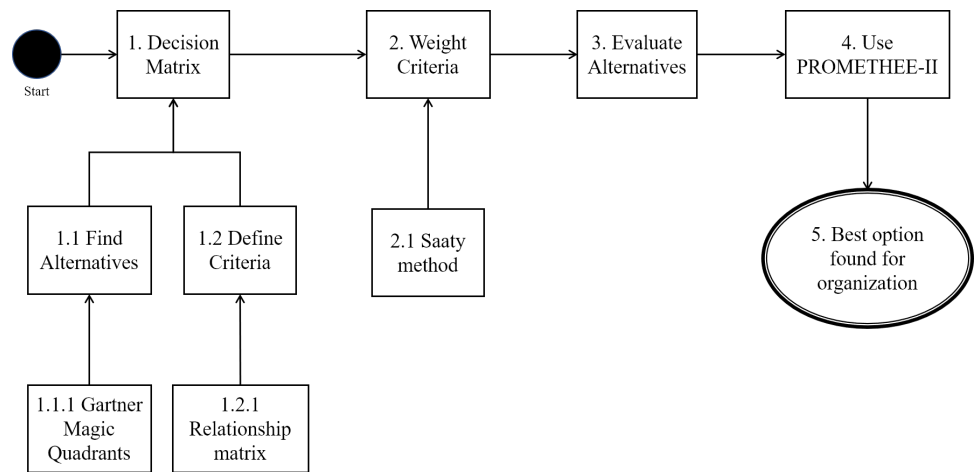 1. Decision
Matrix
2. Weight
Criteria
3. Evaluate
Alternatives
4. Use
PROMETHEE-II
Start
1.1 Find
Alternatives
1.2 Define
Criteria
2.1 Saaty
method
5. Best option
found for
organization
1.1.1 Gartner
Magic
Quadrants
1.2.1
Relationship
matrix